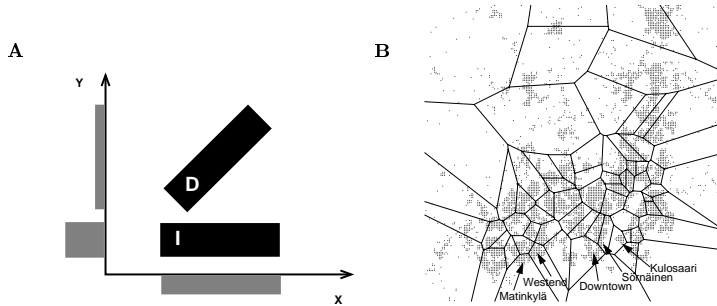 A
Y
D
I
X
B
Kulosaari
Sörnäinen
Downtown
Westend
Matinkylä